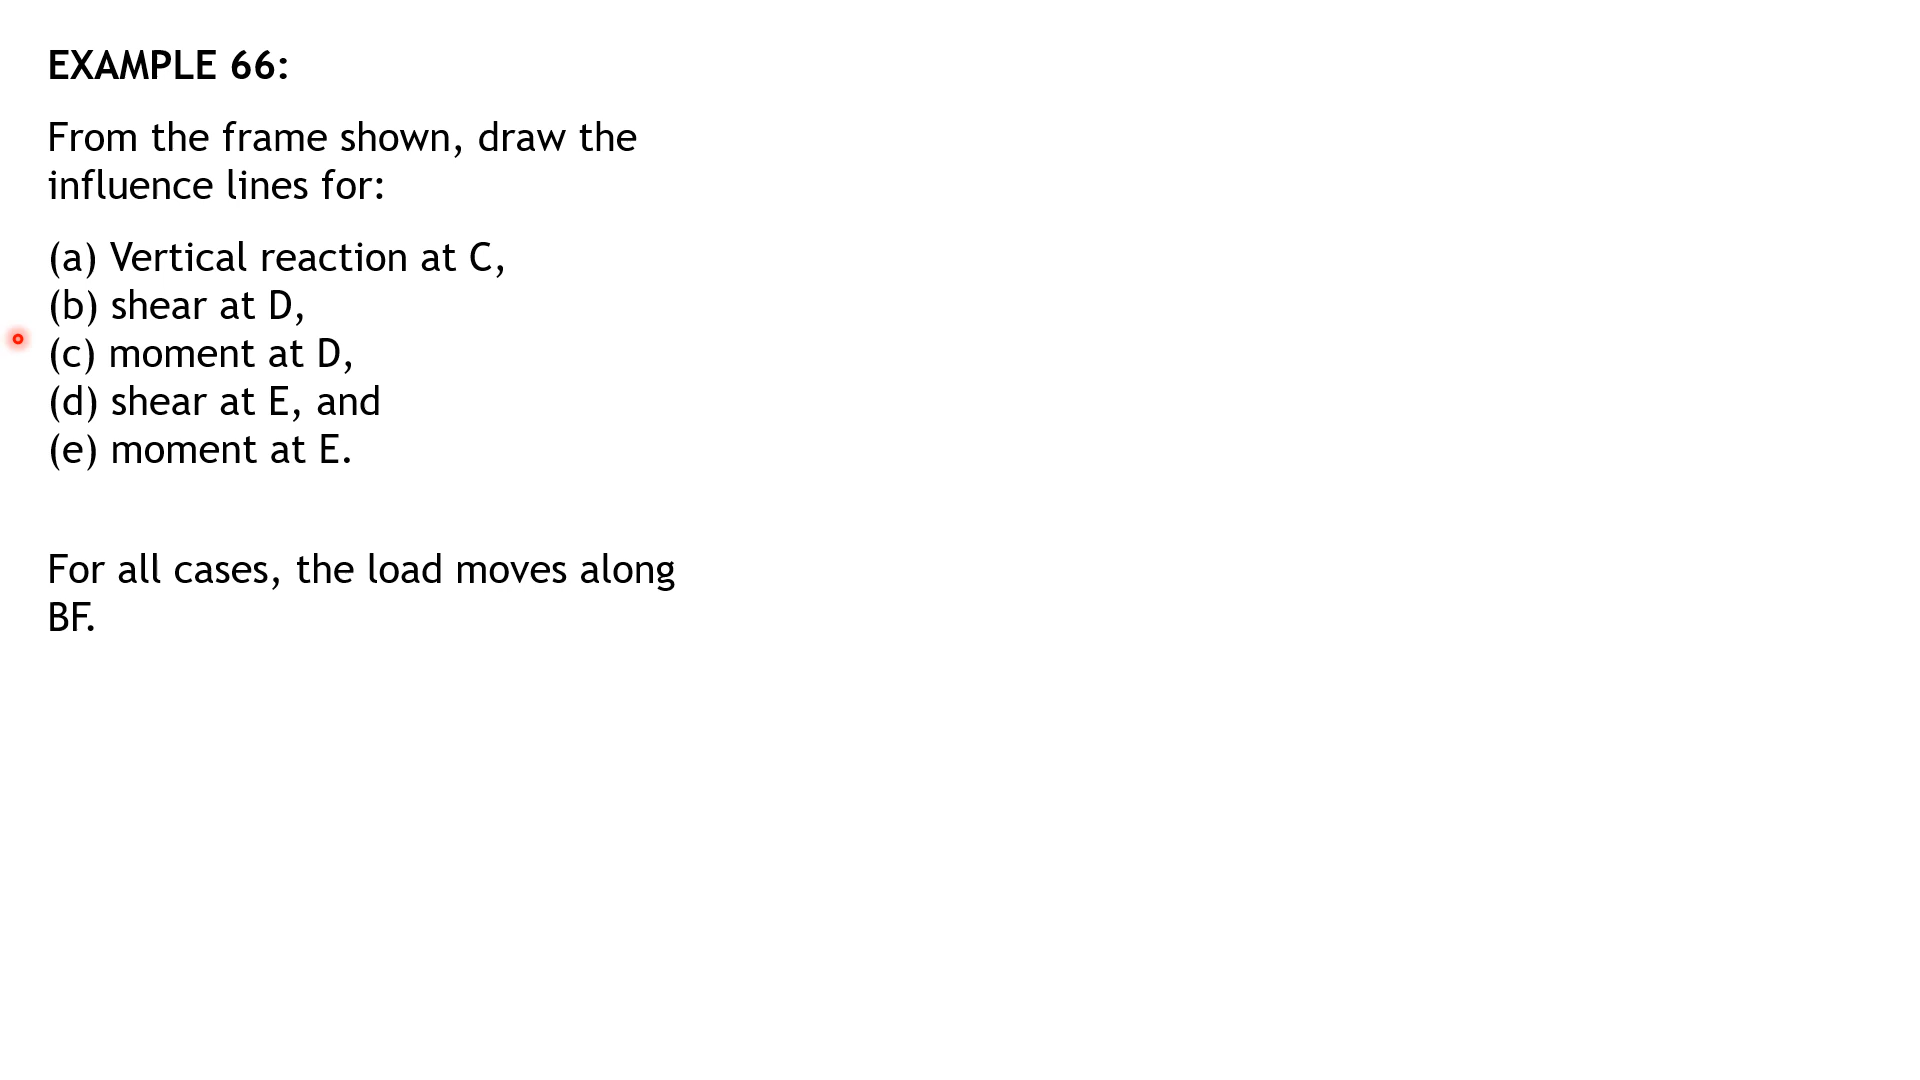 EXAMPLE 66:
From the frame shown, draw the
influence lines for:
(a) Vertical reaction at C,
(b) shear at D,
(c) moment at D,
(d) shear at E, and
(e) moment at E.
For all cases, the load moves along
BF.